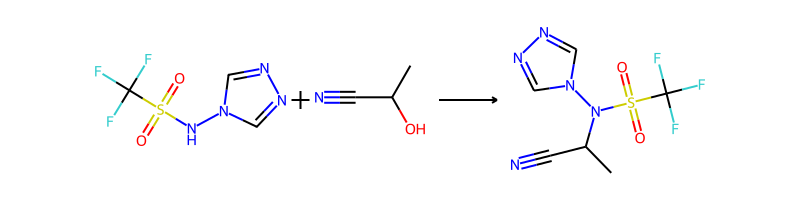 N
F F N F
F O N O
N F
N + N S
S N N
F
N OH F
H
O O
N